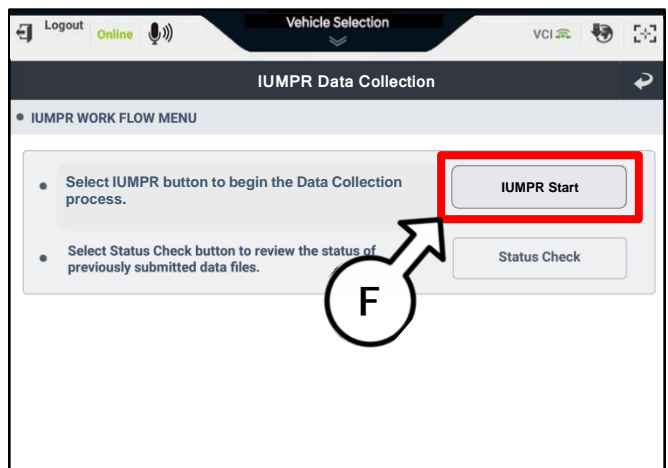 Logout
Online
Vehicle Selection
VCI
IUMPR Data Collection
IUMPR WORK FLOW MENU
Select IUMPR button to begin the Data Collection
process.
IUMPR Start
Select Status Check button to review the status of
previously submitted data files.
Status Check
F